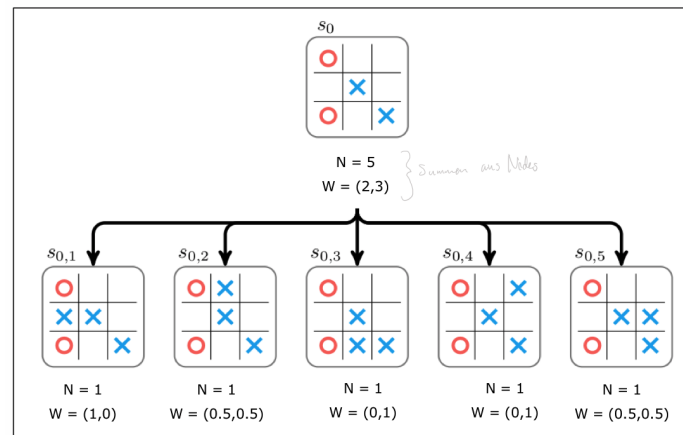 s₀
N = 5
W = (2,3)
Summen aus Nodes
s₀,₁ s₀,₂ s₀,₃ s₀,₄ s₀,₅
N = 1 N = 1 N = 1 N = 1 N = 1
W = (1,0) W = (0.5,0.5) W = (0,1) W = (0,1) W = (0.5,0.5)